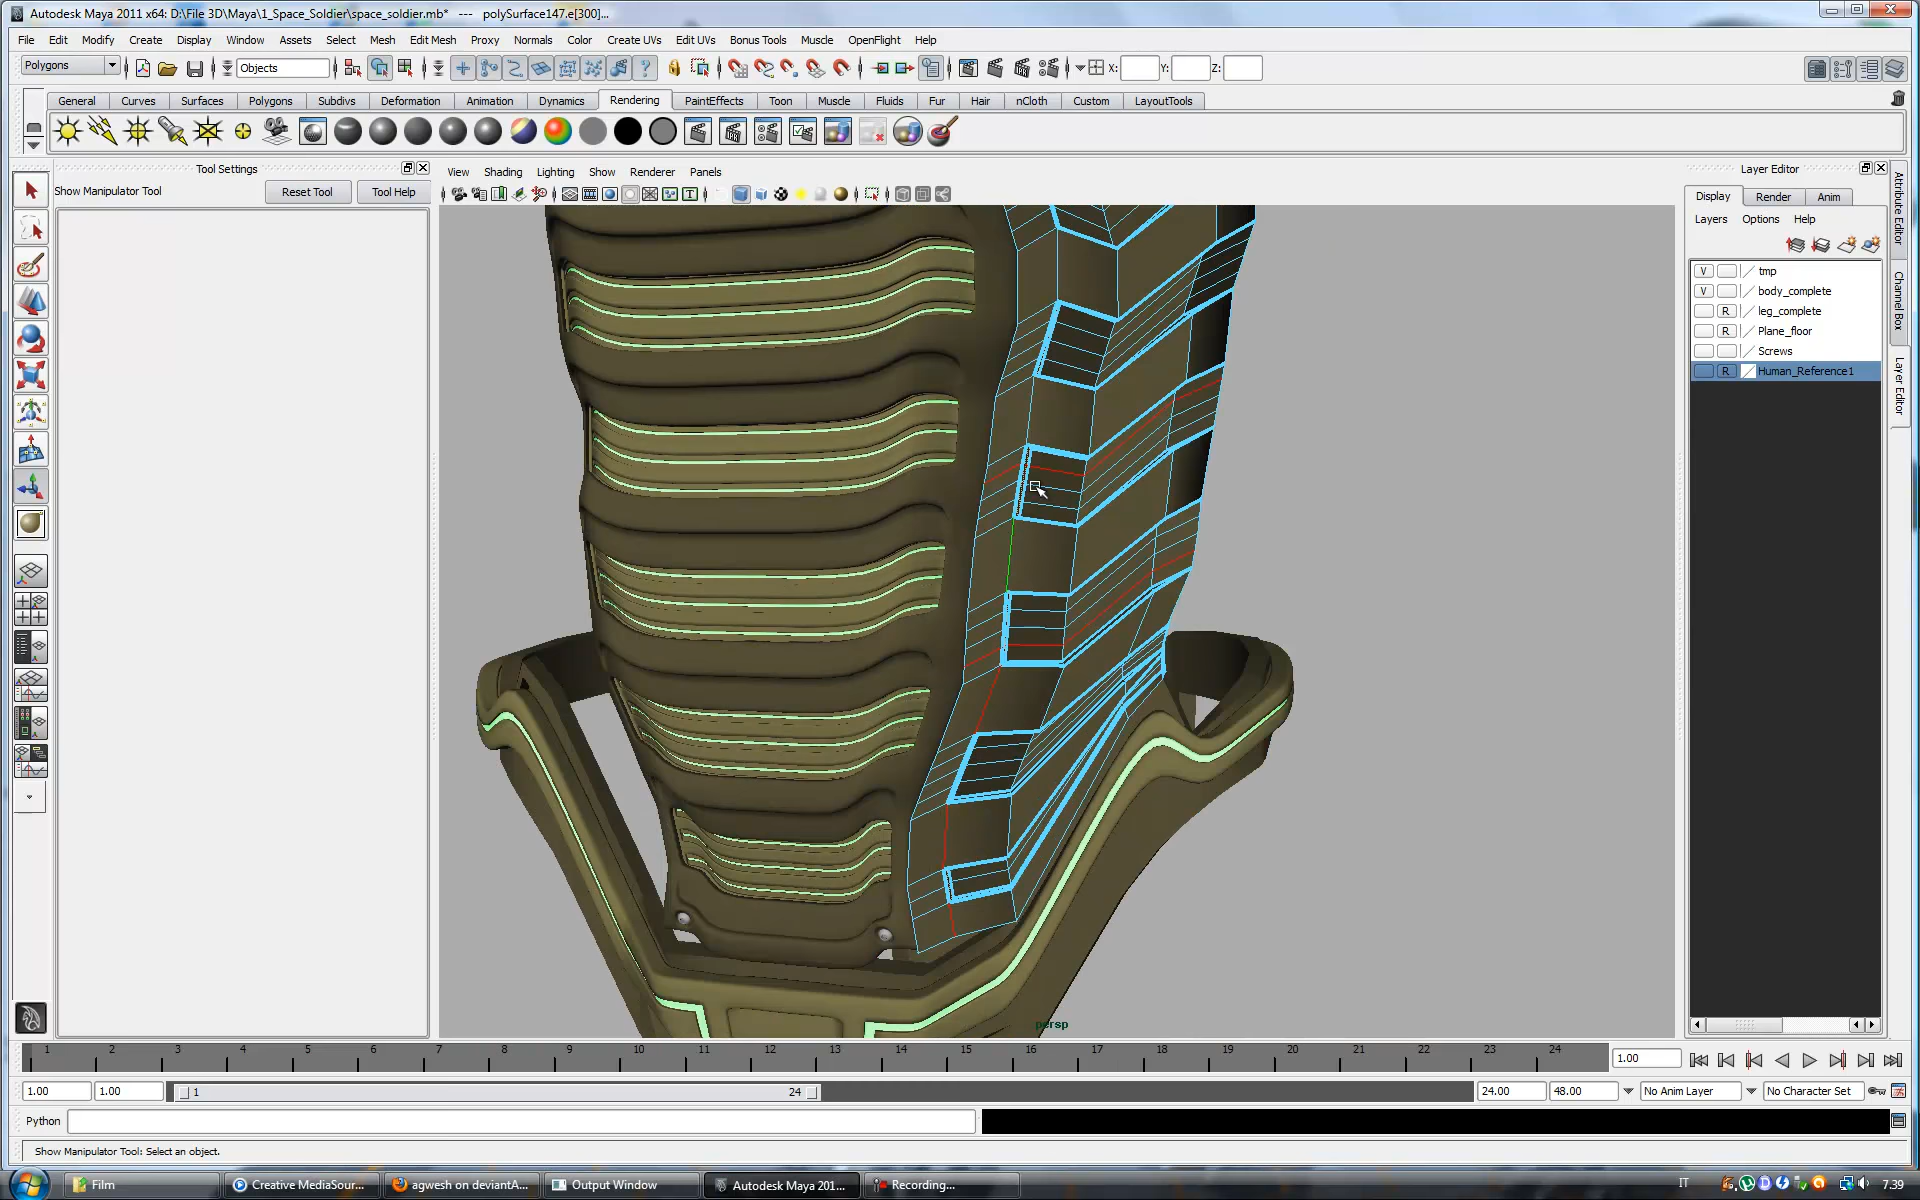 Autodesk Maya 2011 x64: D:\File 3D\Maya\1_Space_Soldier\space_soldier.mb* --- polySurface147.e[300]...
File Edit Modify Create Display Window Assets Select Mesh Edit Mesh Proxy Normals Color Create UVs Edit UVs Bonus Tools Muscle OpenFlight Help
Polygons Objects X: Y: Z:
General Curves Surfaces Polygons Subdivs Deformation Animation Dynamics Rendering PaintEffects Toon Muscle Fluids Fur Hair nCloth Custom LayoutTools
Tool Settings
Show Manipulator Tool Reset Tool Tool Help
View Shading Lighting Show Renderer Panels
persp
Layer Editor
Display Render Anim
Layers Options Help
V tmp
V body_complete
R leg_complete
R Plane_floor
Screws
R Human_Reference1
Attribute Editor
Channel Box
Layer Editor
1 2 3 4 5 6 7 8 9 10 11 12 13 14 15 16 17 18 19 20 21 22 23 24 1.00
1.00 1.00 1 24 24.00 48.00 No Anim Layer No Character Set
Python
Show Manipulator Tool: Select an object.
Film Creative MediaSour... agwesh on deviantA... Output Window Autodesk Maya 201... Recording... IT 7.39